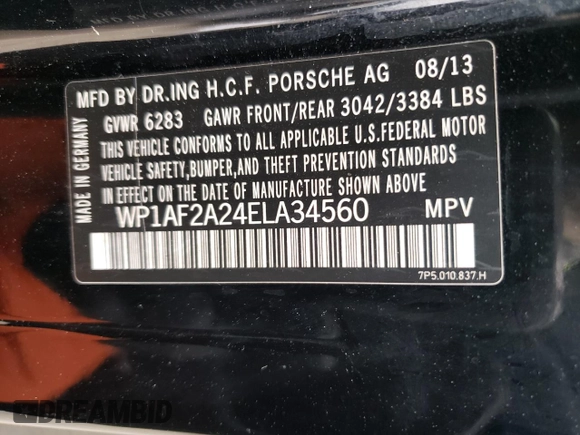 MFD BY DR.ING H.C.F. PORSCHE AG 08/13
GVWR 6283 GAWR FRONT/REAR 3042/3384 LBS
THIS VEHICLE CONFORMS TO ALL APPLICABLE U.S.FEDERAL MOTOR
VEHICLE SAFETY,BUMPER,AND THEFT PREVENTION STANDARDS
IN EFFECT ON THE DATE OF MANUFACTURE SHOWN ABOVE
WP1AF2A24ELA34560 MPV
7P5.010.837.H
MADE IN GERMANY
DREAMBID